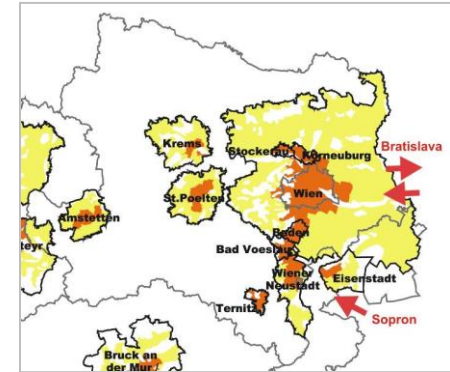 Krems
Stockerau
Korneuburg
Bratislava
St.Poelten
Wien
Amstetten
teyr
Baden
Bad Voeslau
Wiener
Neustadt
Eisenstadt
Ternitz
Sopron
Bruck an
der Mur